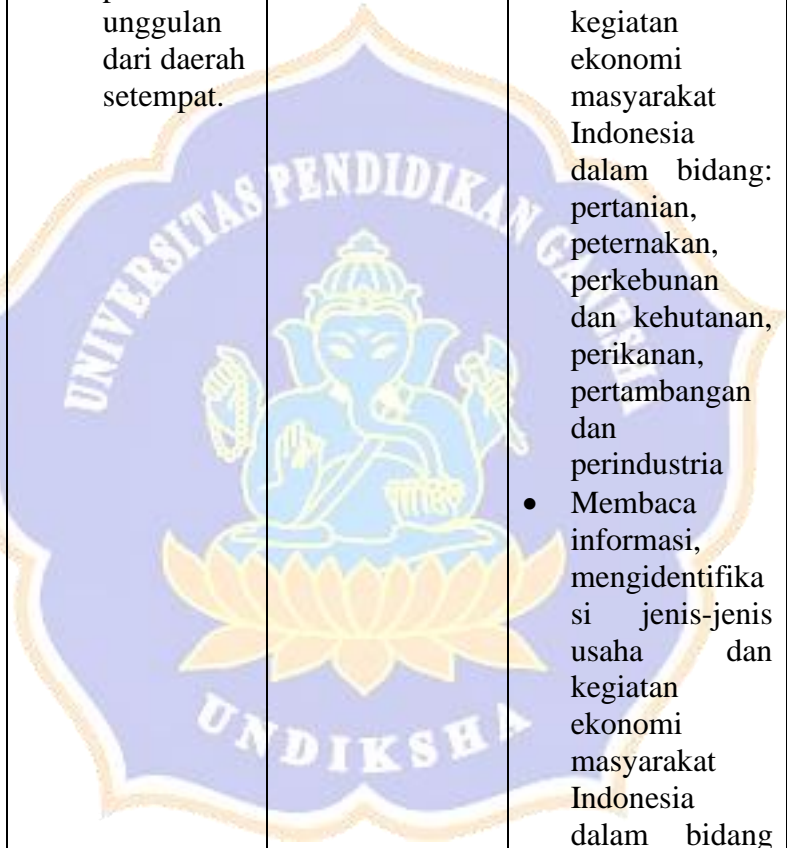 unggulan
dari daerah
setempat.
kegiatan
ekonomi
masyarakat
Indonesia
dalam bidang:
pertanian,
peternakan,
perkebunan
dan kehutanan,
perikanan,
pertambangan
dan
perindustria
• Membaca
informasi,
mengidentifika
si jenis-jenis
usaha dan
kegiatan
ekonomi
masyarakat
Indonesia
dalam bidang
UNIVERSITAS PENDIDIKAN GANESHA
UNDIKSHA